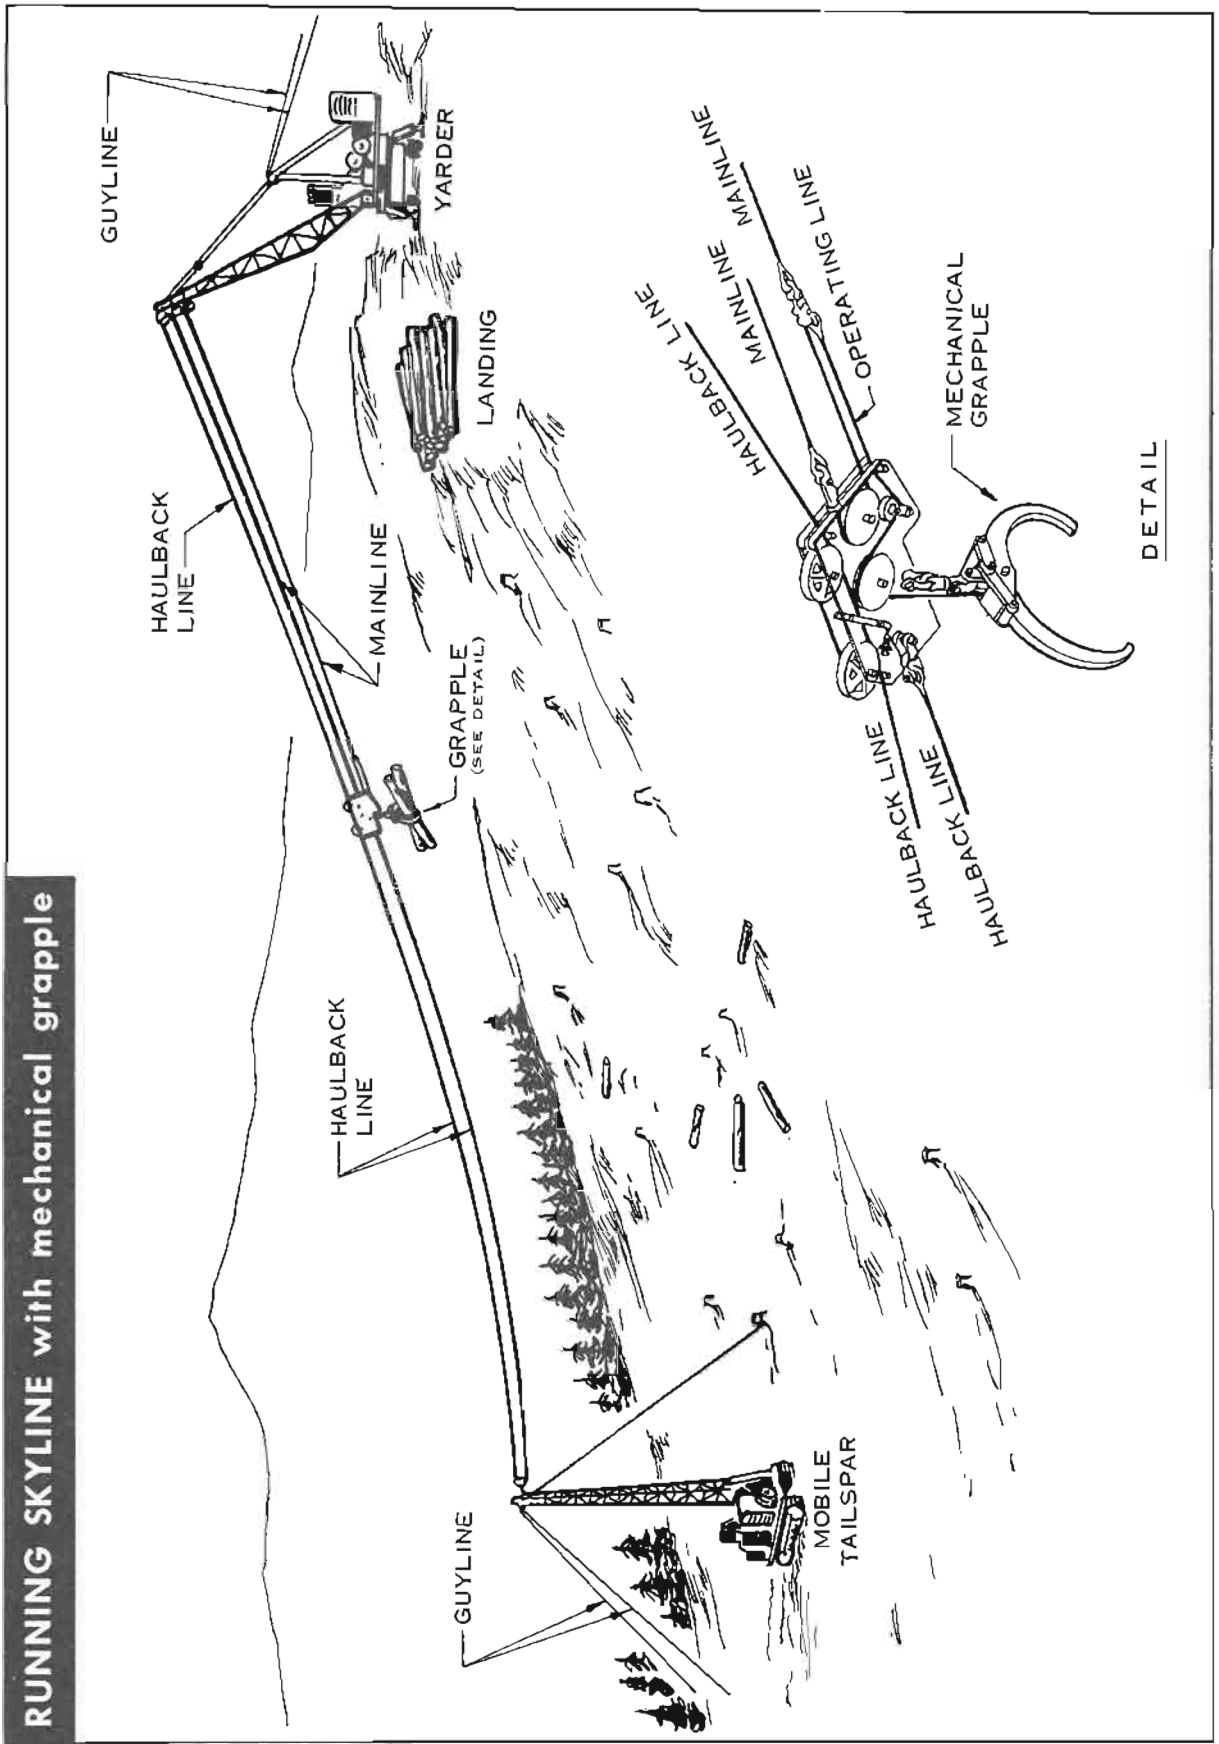 RUNNING SKYLINE with mechanical grapple
GUYLINE
MOBILE
TAILSPAR
HAULBACK
LINE
GRAPPLE
(SEE DETAIL)
MAINLINE
HAULBACK
LINE
LANDING
GUYLINE
YARDER
HAULBACK LINE
MAINLINE
MAINLINE
OPERATING LINE
MECHANICAL
GRAPPLE
HAULBACK LINE
HAULBACK LINE
DETAIL